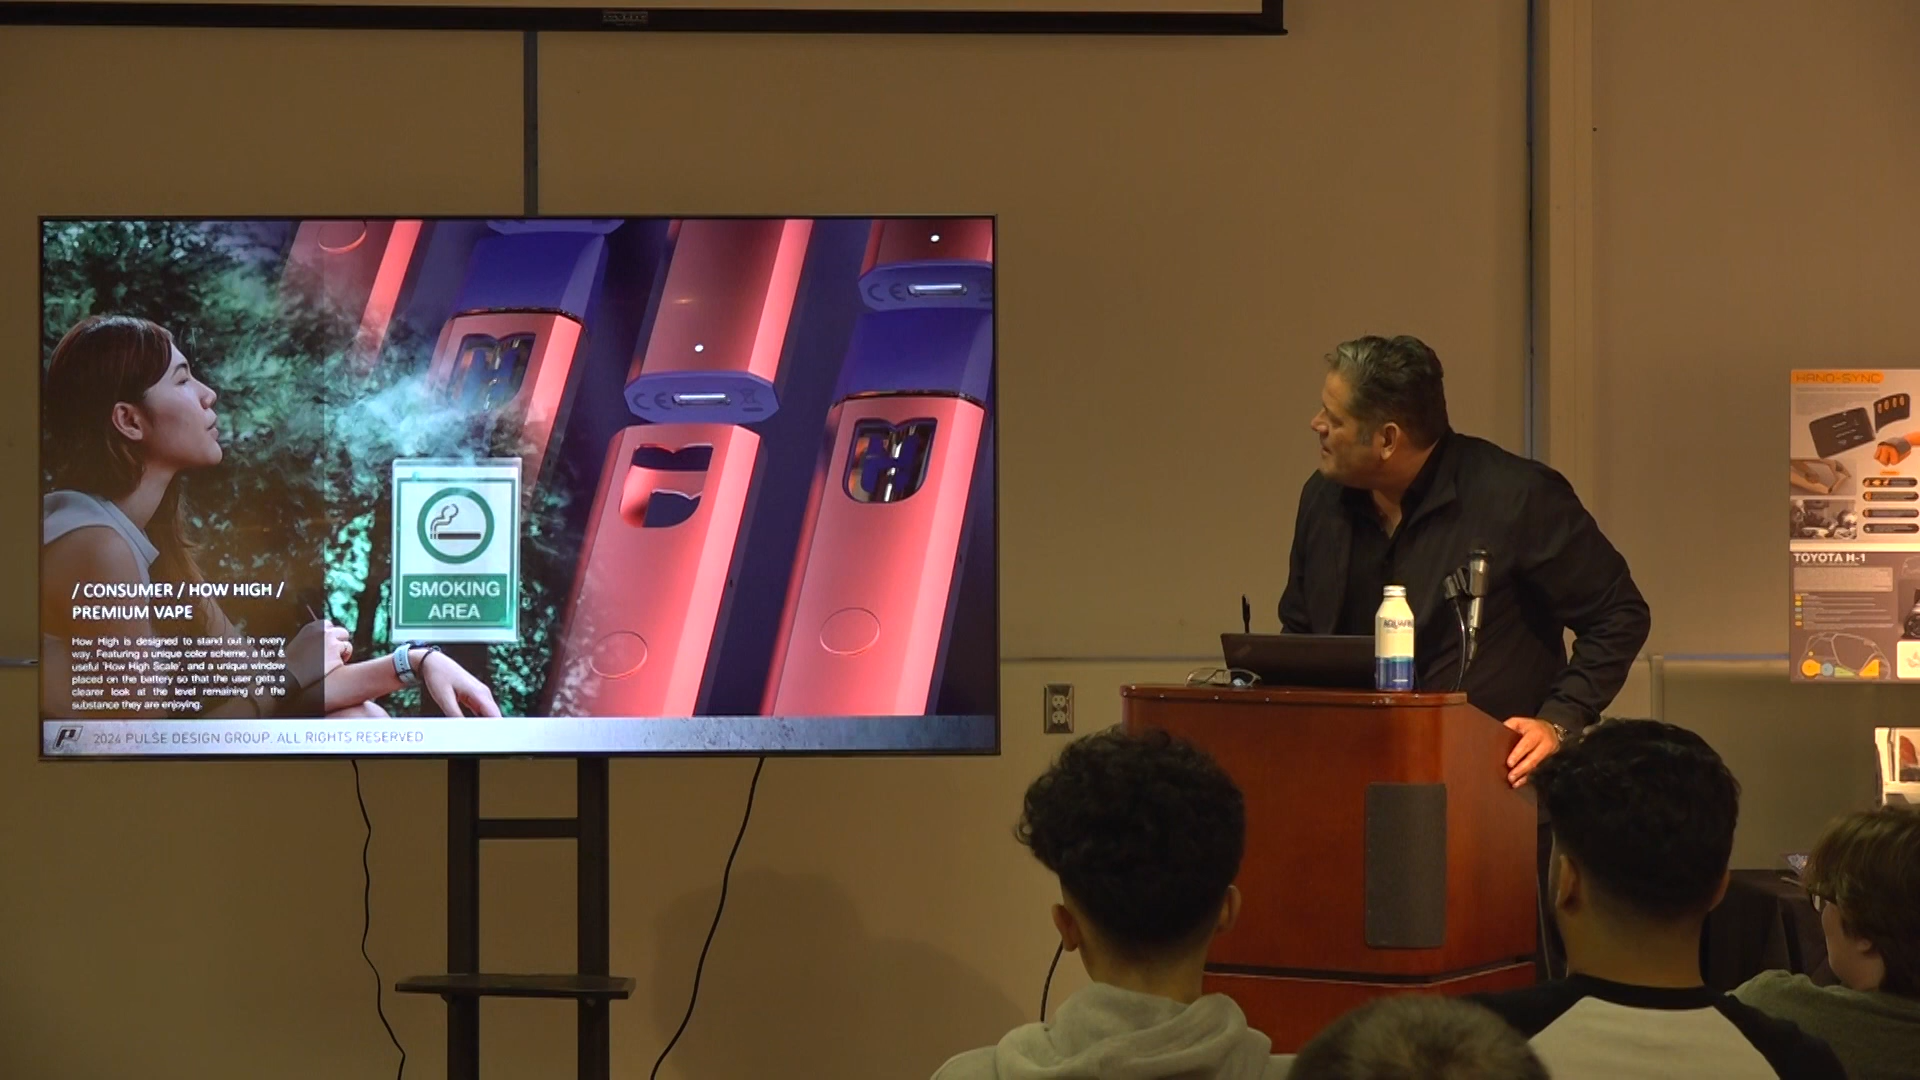 SMOKING
AREA
/ CONSUMER / HOW HIGH /
PREMIUM VAPE
How High is designed to stand out in every
way. Featuring a unique color scheme, a fun &
useful 'How High Scale', and a unique window
placed on the battery so that the user gets a
clearer look at the level remaining of the
substance they are enjoying.
2024 PULSE DESIGN GROUP. ALL RIGHTS RESERVED
CE
CE
HAND-SYNC
TOYOTA M-1